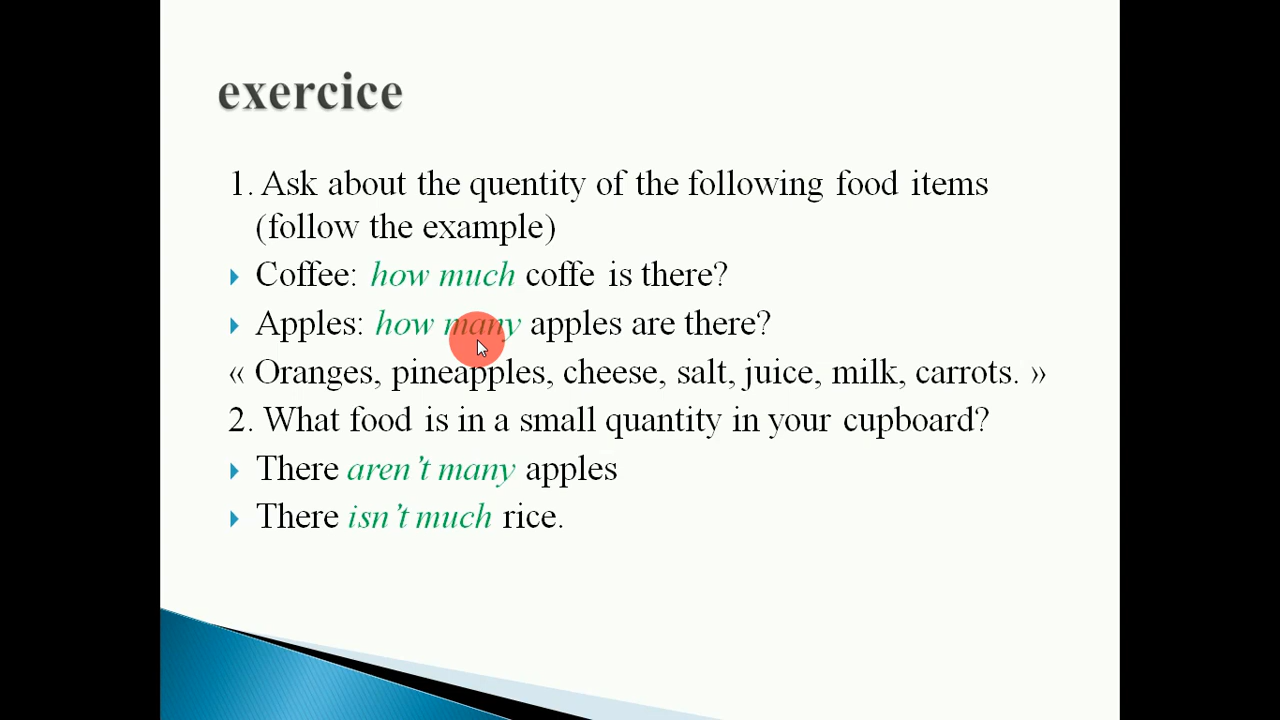 exercice
1. Ask about the quentity of the following food items
(follow the example)
Coffee: how much coffe is there?
Apples: how many apples are there?
« Oranges, pineapples, cheese, salt, juice, milk, carrots. »
2. What food is in a small quantity in your cupboard?
There aren't many apples
There isn't much rice.